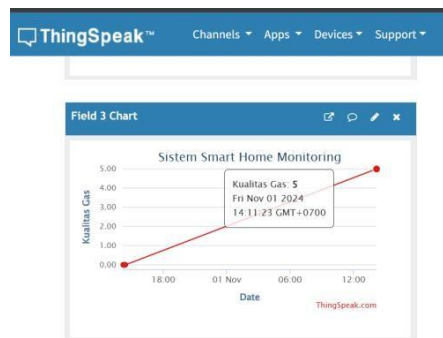 ThingSpeak™ Channels Apps Devices Support
Field 3 Chart
Sistem Smart Home Monitoring
Kualitas Gas
5.00
4.00
3.00
2.00
1.00
0.00
Kualitas Gas: 5
Fri Nov 01 2024
14:11:23 GMT+0700
18:00 01 Nov 06:00 12:00
Date
ThingSpeak.com